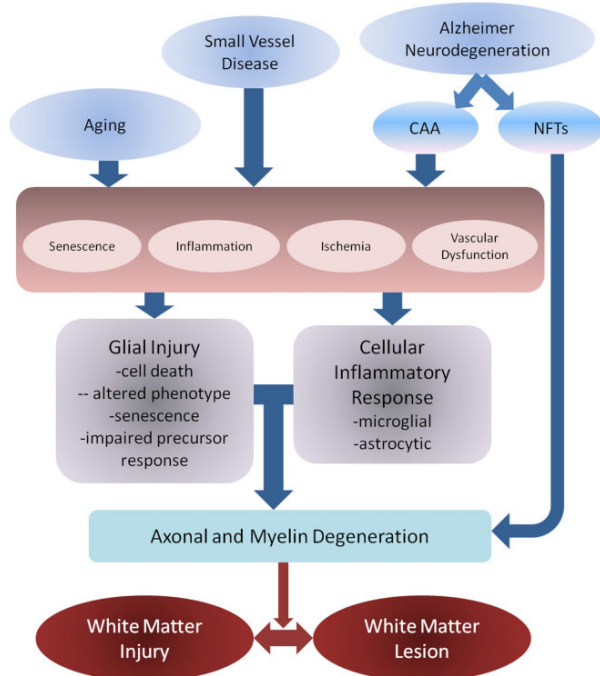 Alzheimer
Neurodegeneration
Small Vessel
Disease
Aging
CAA
NFTs
Senescence
Inflammation
Ischemia
Vascular
Dysfunction
Glial Injury
-cell death
-- altered phenotype
-senescence
-impaired precursor
response
Cellular
Inflammatory
Response
-microglial
-astrocytic
Axonal and Myelin Degeneration
White Matter
Injury
White Matter
Lesion